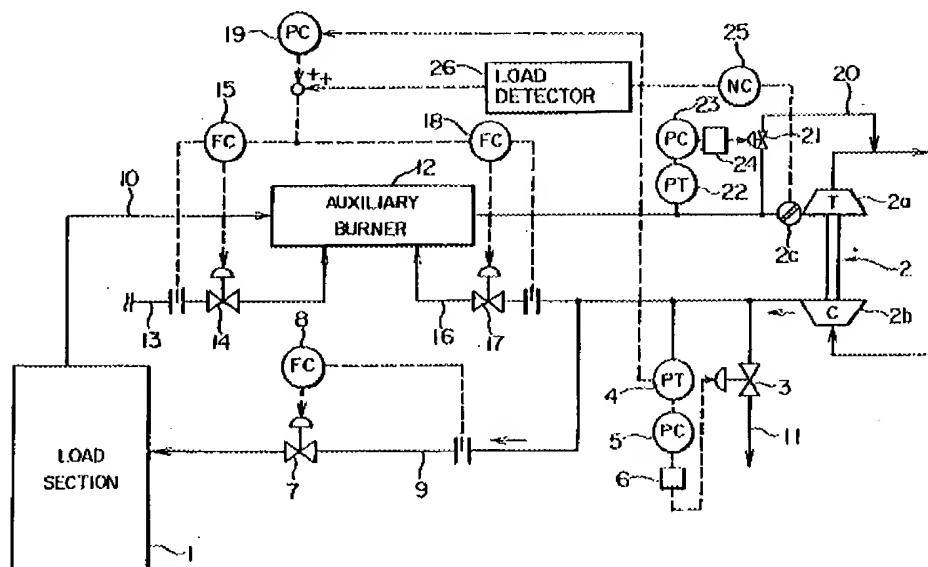 25
PC
19
26
LOAD
DETECTOR
NC
20
15
++
23
18
FC
FC
PC
21
24
12
10
AUXILIARY
BURNER
PT
22
T
2a
2c
2
C
2b
13
14
8
16
17
FC
4
PT
3
5
PC
11
LOAD
SECTION
7
9
6
1